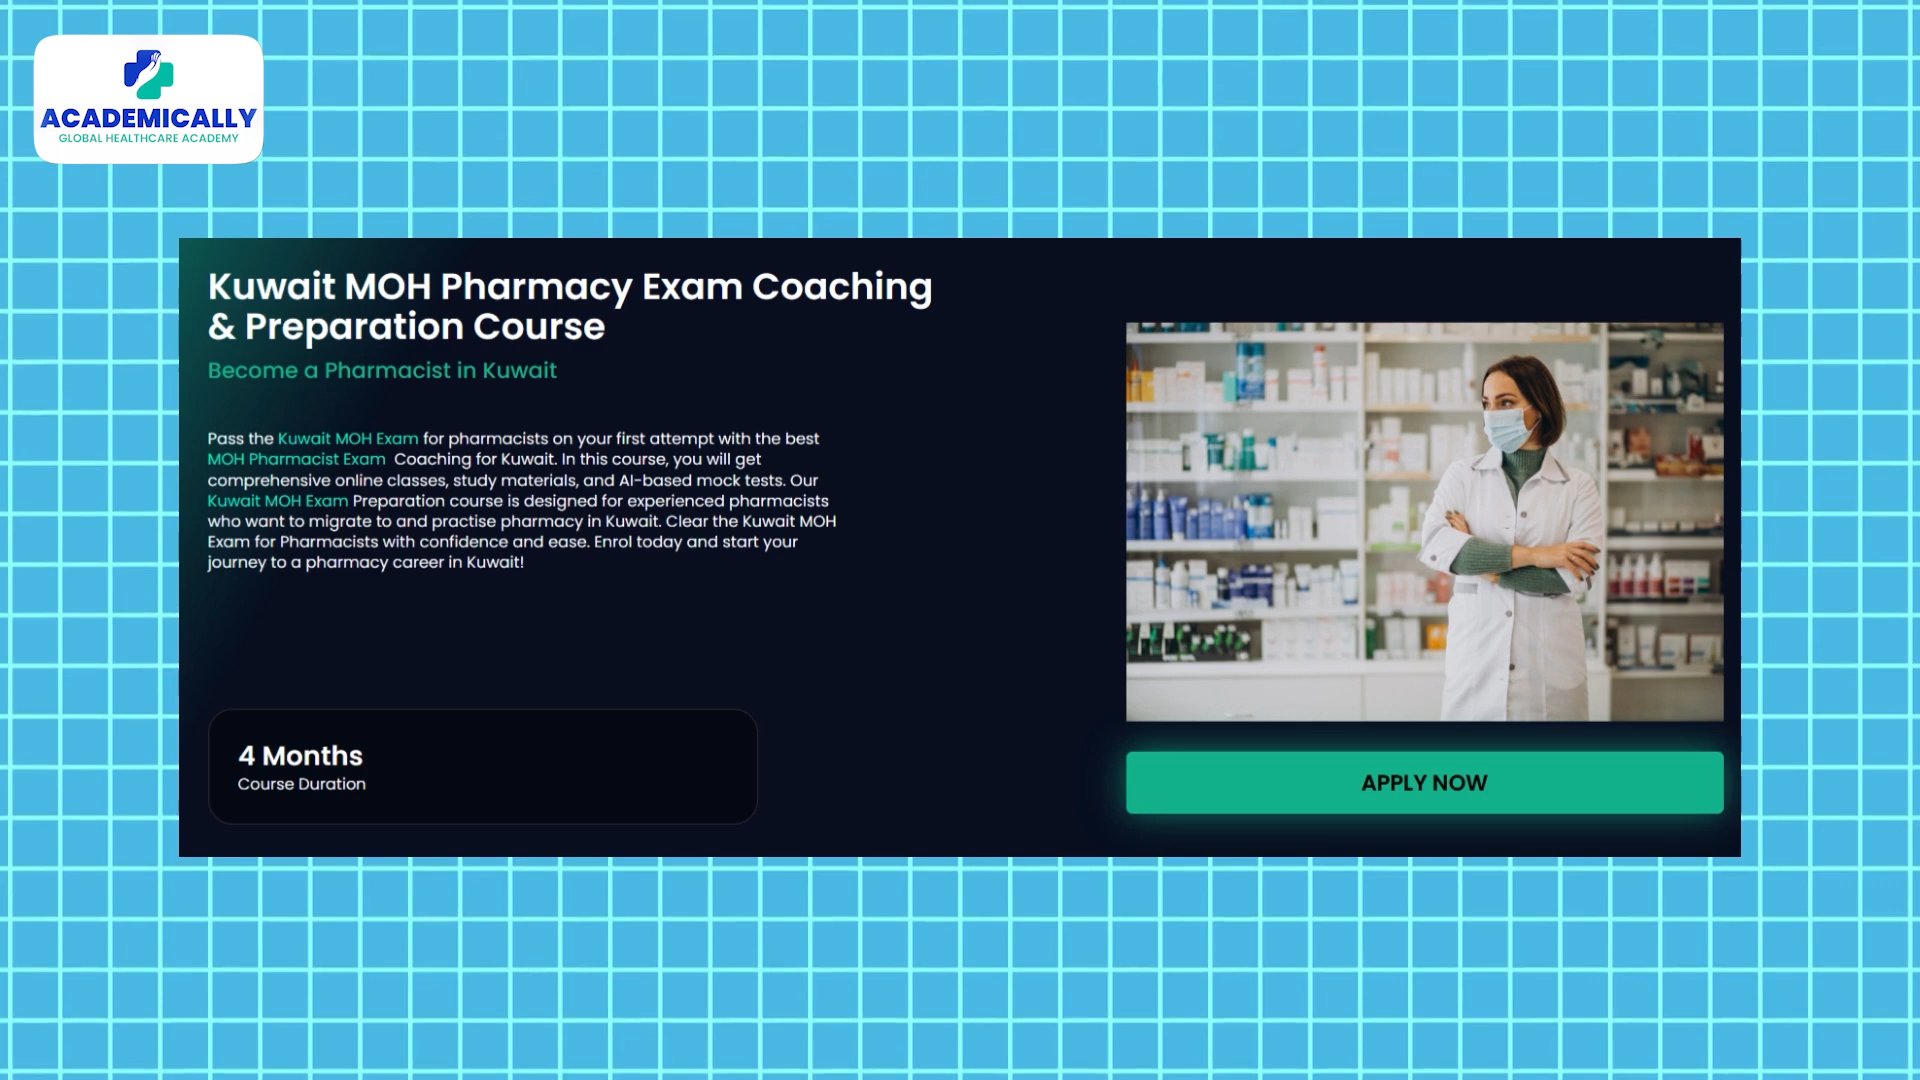 ACADEMICALLY
GLOBAL HEALTHCARE ACADEMY
Kuwait MOH Pharmacy Exam Coaching
& Preparation Course
Become a Pharmacist in Kuwait
Pass the Kuwait MOH Exam for pharmacists on your first attempt with the best
MOH Pharmacist Exam Coaching for Kuwait. In this course, you will get
comprehensive online classes, study materials, and AI-based mock tests. Our
Kuwait MOH Exam Preparation course is designed for experienced pharmacists
who want to migrate to and practise pharmacy in Kuwait. Clear the Kuwait MOH
Exam for Pharmacists with confidence and ease. Enrol today and start your
journey to a pharmacy career in Kuwait!
4 Months
Course Duration
APPLY NOW